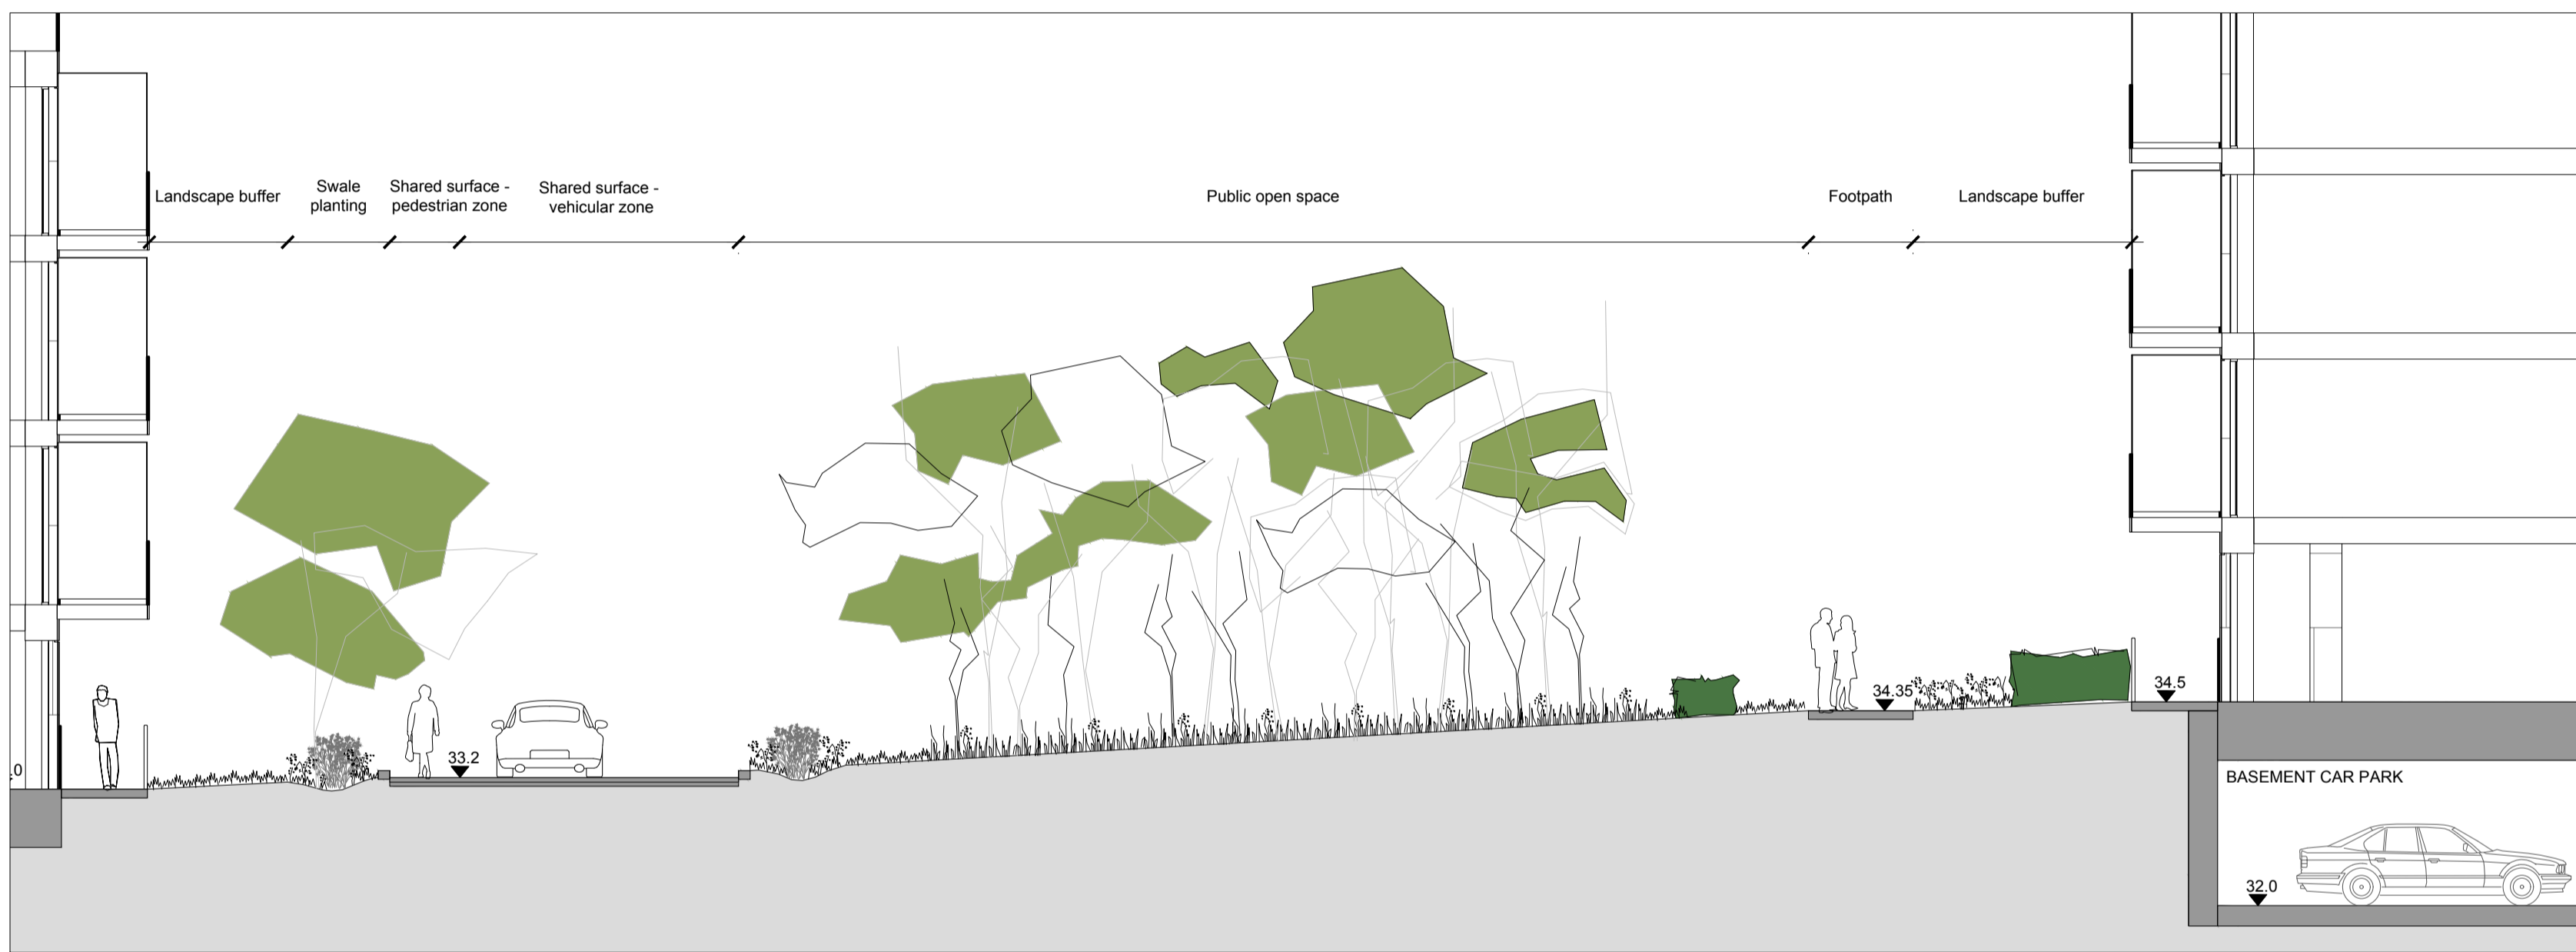 Landscape buffer
Swale
planting
Shared surface -
pedestrian zone
Shared surface -
vehicular zone
Public open space
Footpath
Landscape buffer
34.35
34.5
33.2
.0
BASEMENT CAR PARK
32.0